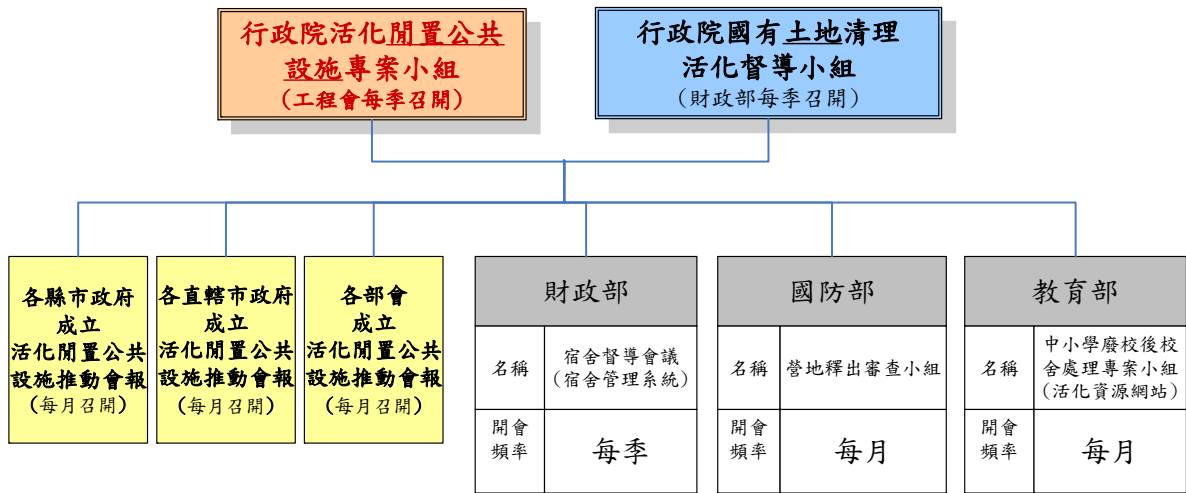 行政院活化閒置公共
設施專案小組
(工程會每季召開)
行政院國有土地清理
活化督導小組
(財政部每季召開)
各縣市政府
成立
活化閒置公共
設施推動會報
(每月召開)
各直轄市政府
成立
活化閒置公共
設施推動會報
(每月召開)
各部會
成立
活化閒置公共
設施推動會報
(每月召開)
財政部
名稱
宿舍督導會議
(宿舍管理系統)
開會
頻率
每季
國防部
名稱
營地釋出審查小組
開會
頻率
每月
教育部
名稱
中小學廢校後校
舍處理專案小組
(活化資源網站)
開會
頻率
每月